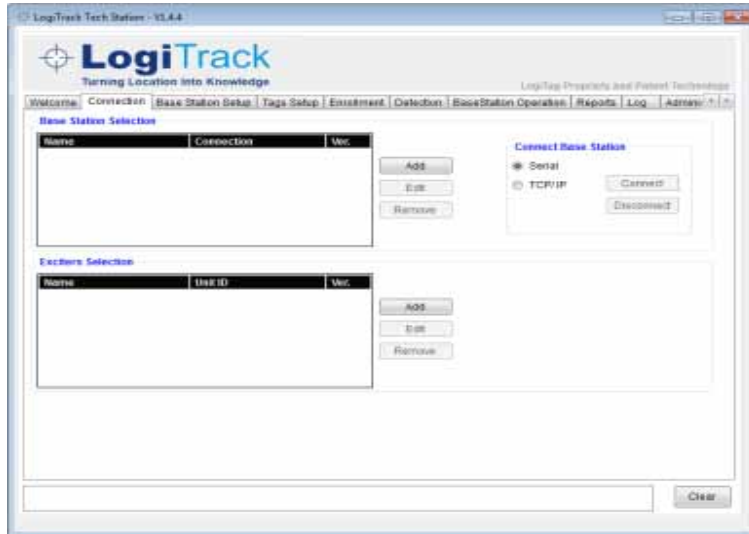 LogiTrack Tech Station - V1.4.4
LogiTrack
Turning Location Into Knowledge
LogiTag Propriety and Patent Technology
Welcome Connection Base Station Setup Tags Setup Enrollment Detection BaseStation Operation Reports Log
Base Station Selection
Name Connection Ver.
Add
Edit
Remove
Connect Base Station
Serial
TCP/IP
Connect
Disconnect
Exciters Selection
Name Unit ID Ver.
Add
Edit
Remove
Clear